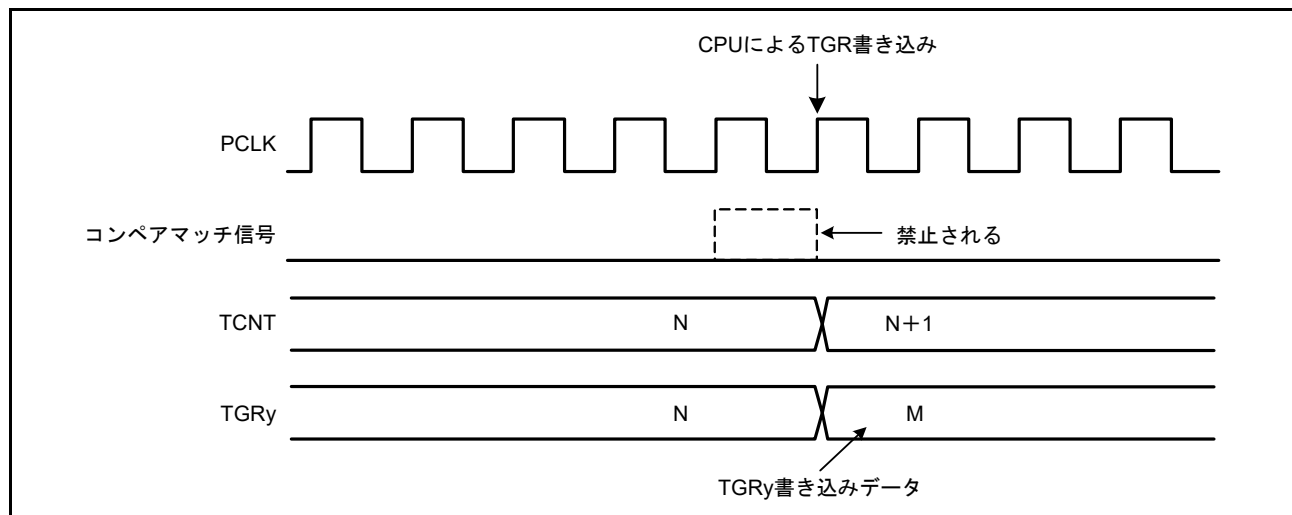 CPUによるTGR書き込み
PCLK
コンペアマッチ信号
禁止される
TCNT
N
N+1
TGRy
N
M
TGRy書き込みデータ